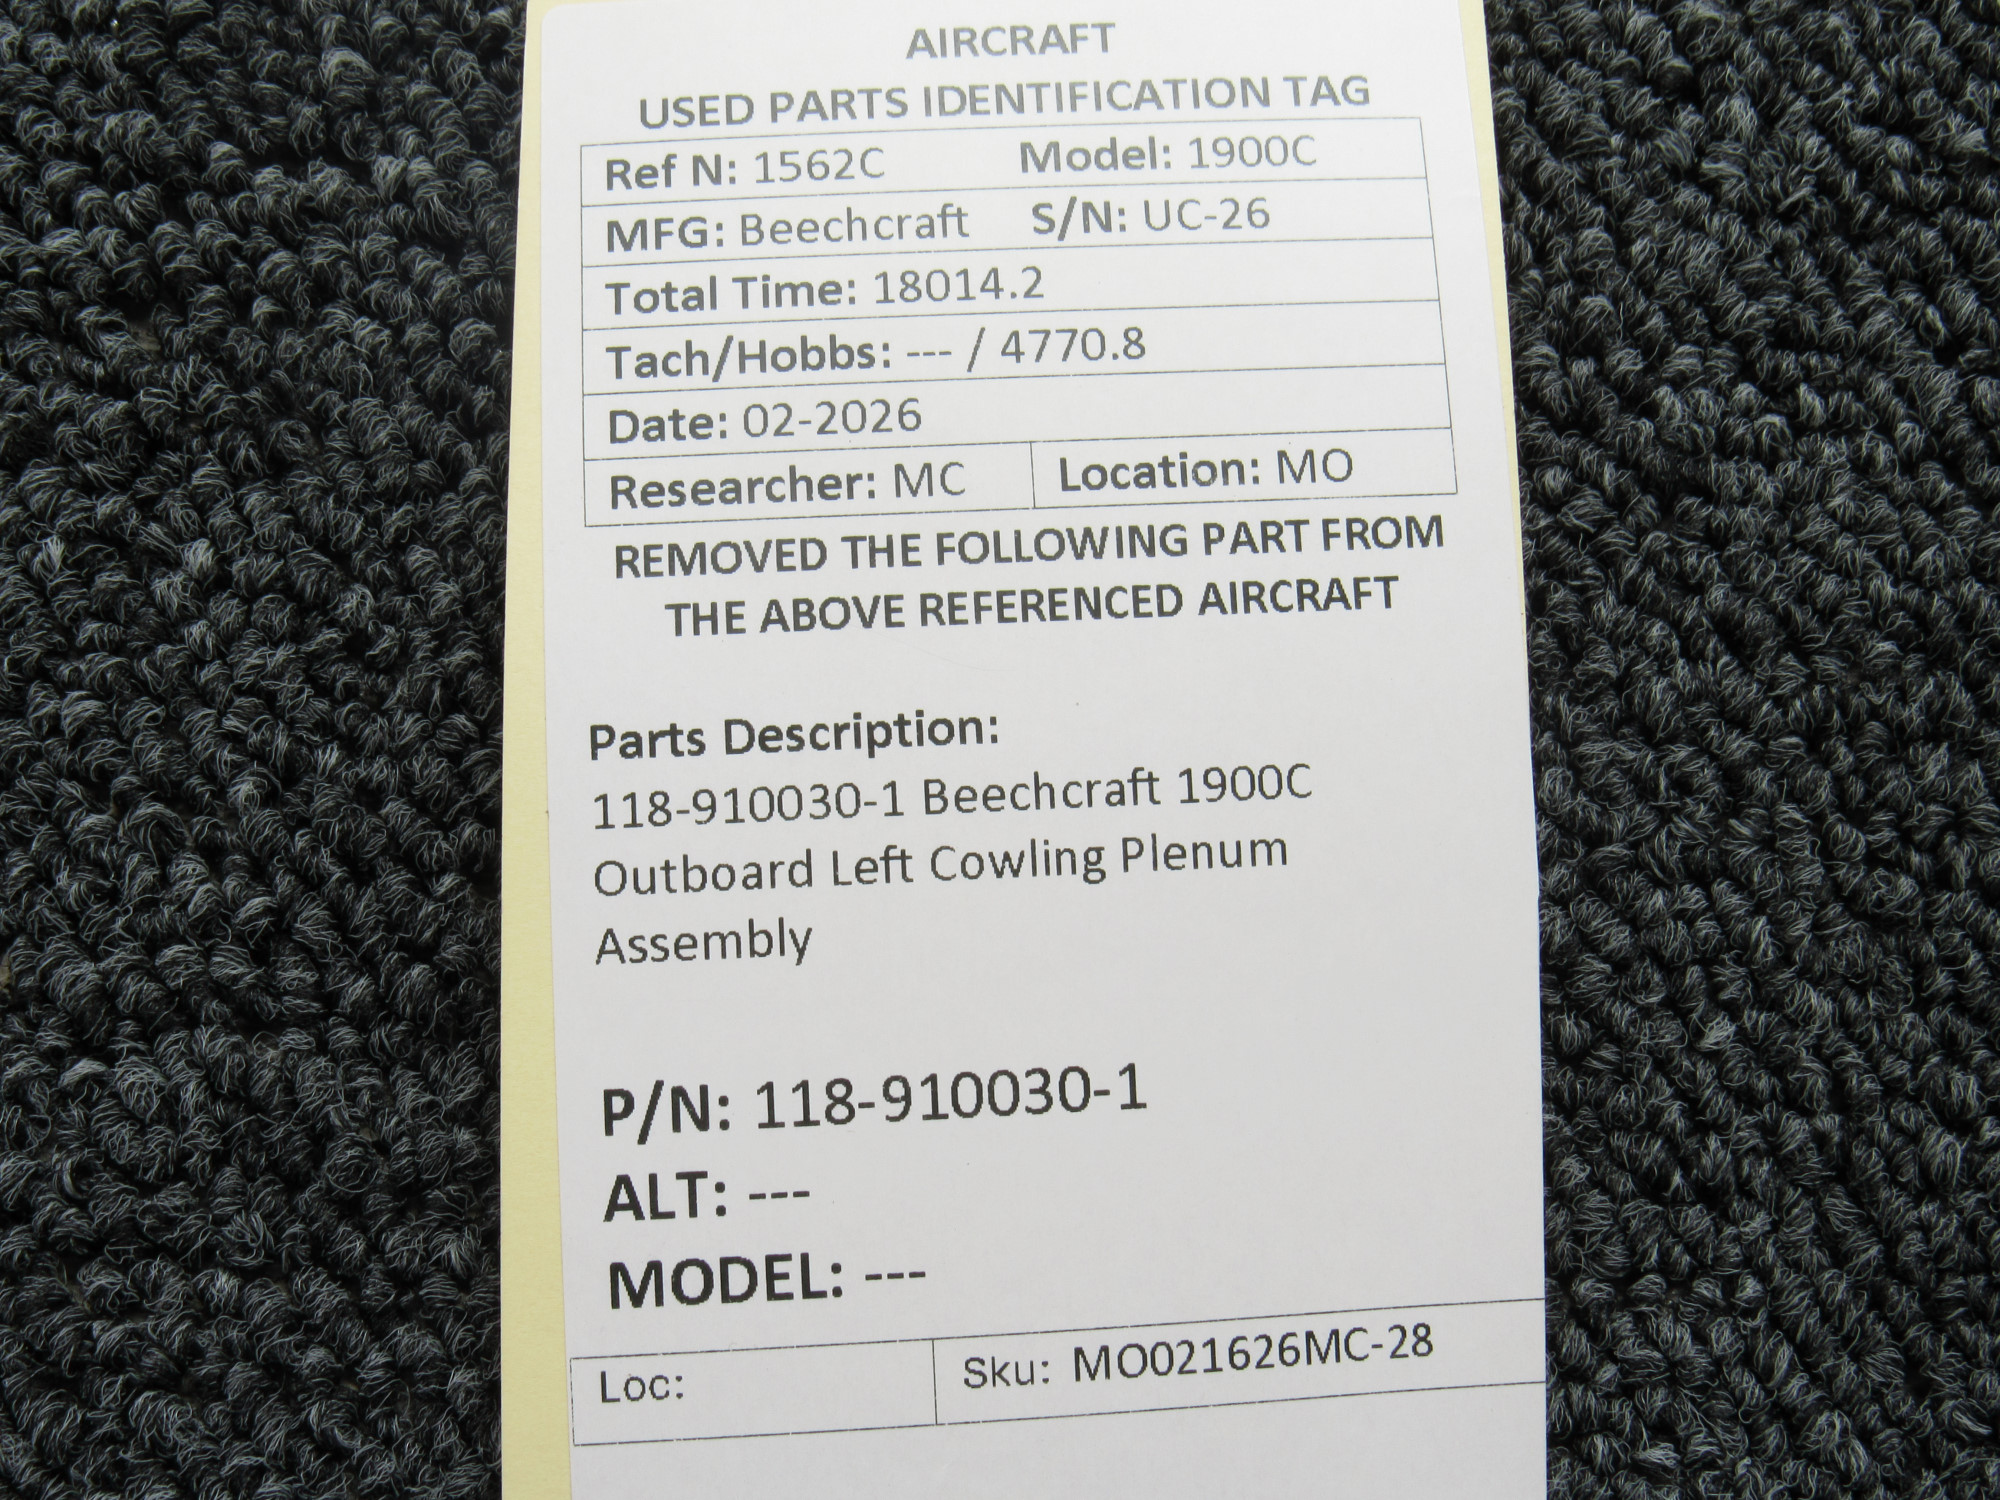 AIRCRAFT
USED PARTS IDENTIFICATION TAG
Ref N: 1562C Model: 1900C
MFG: Beechcraft S/N: UC-26
Total Time: 18014.2
Tach/Hobbs: --- / 4770.8
Date: 02-2026
Researcher: MC Location: MO
REMOVED THE FOLLOWING PART FROM
THE ABOVE REFERENCED AIRCRAFT
Parts Description:
118-910030-1 Beechcraft 1900C
Outboard Left Cowling Plenum
Assembly
P/N: 118-910030-1
ALT: ---
MODEL: ---
Loc: Sku: MO021626MC-28